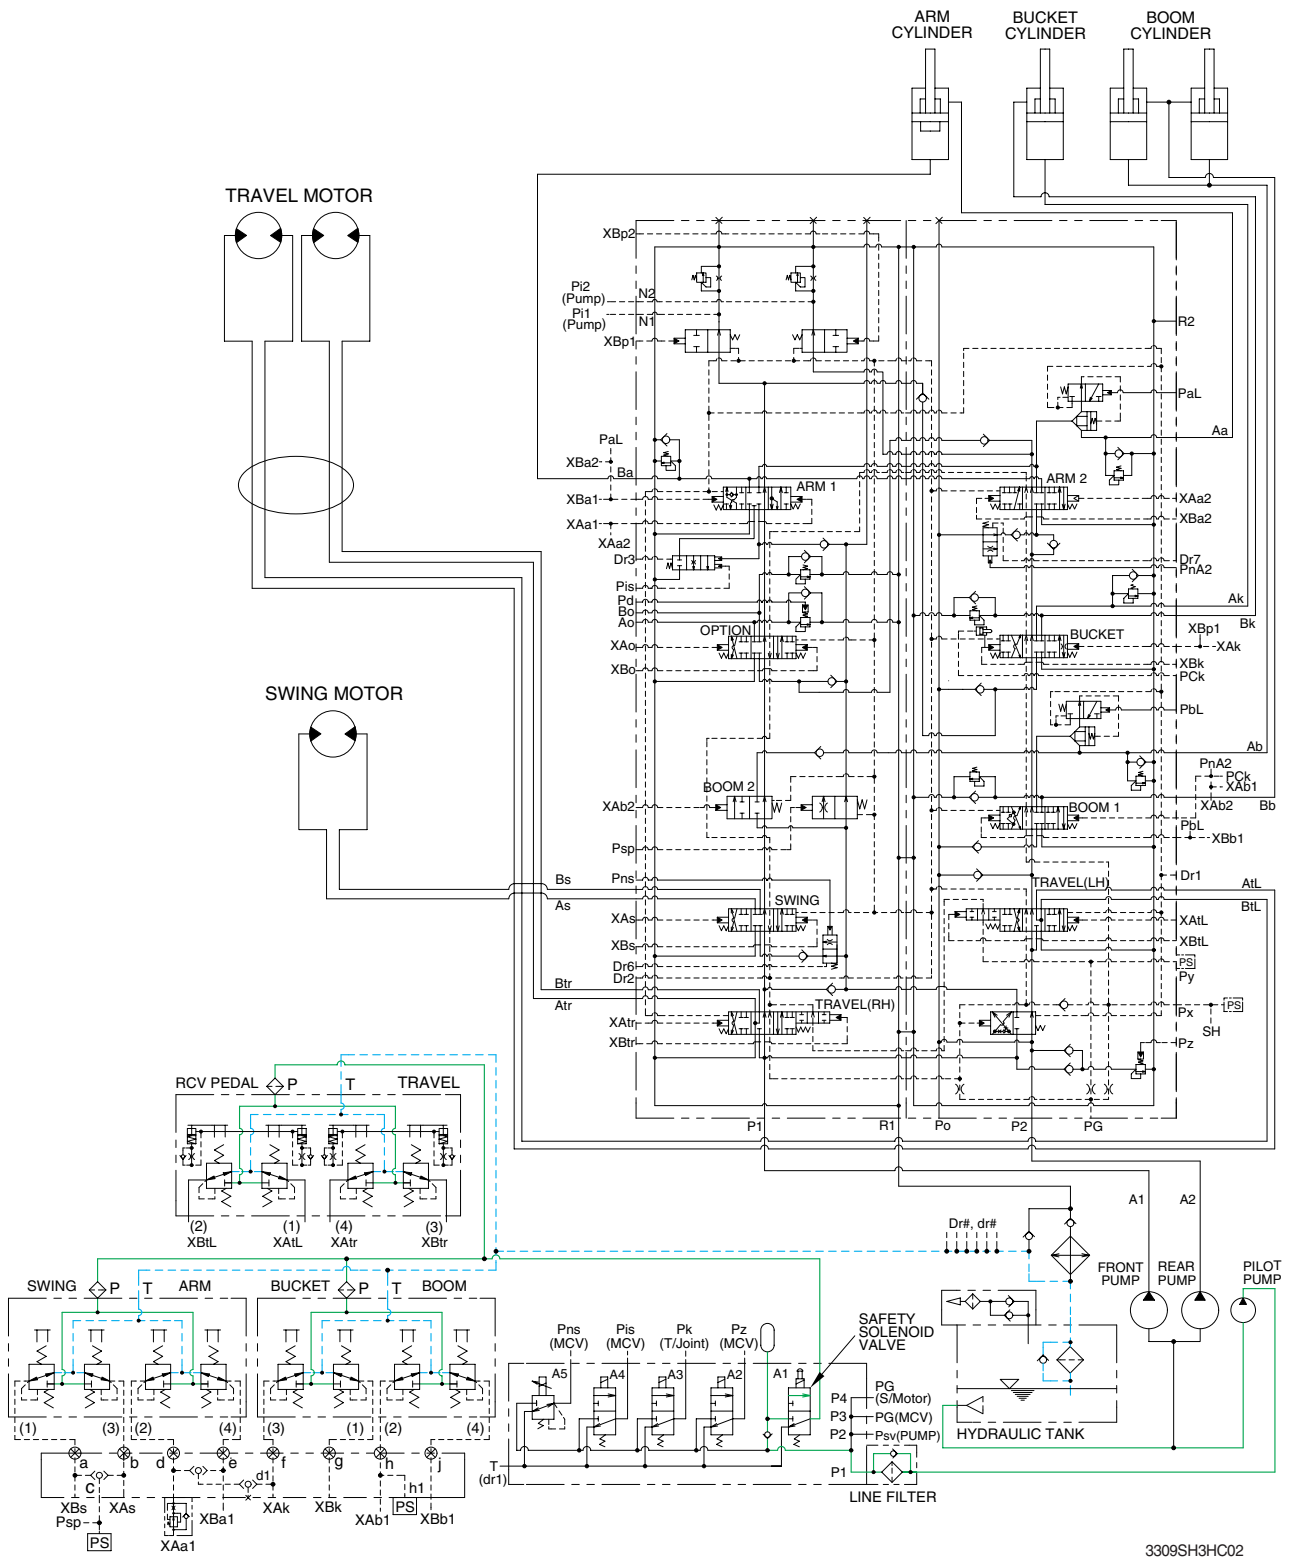 ARM
CYLINDER
BUCKET
CYLINDER
BOOM
CYLINDER
TRAVEL MOTOR
XBp2
Pi2
(Pump)
N2
Pi1
(Pump)
N1
XBp1
R2
PaL
Aa
PaL
XBa2
Ba
XBa1
ARM 1
ARM 2
XAa1
XAa2
XAa2
XBa2
Dr3
Dr7
PnA2
Pis
Pd
Bo
Ao
Ak
Bk
OPTION
BUCKET
XBp1
XAo
XAk
XBo
XBk
PCk
SWING MOTOR
PbL
Ab
PnA2
PCk
XAb1
XAb2
Bb
BOOM 2
XAb2
BOOM 1
PbL
XBb1
Psp
Pns
Dr1
Bs
As
TRAVEL(LH)
AtL
BtL
SWING
XAs
XAtL
XBs
XBtL
Dr6
PS
Dr2
Py
Btr
Atr
TRAVEL(RH)
PS
Px
XAtr
SH
XBtr
Pz
RCV PEDAL
P
T
TRAVEL
P1
R1
Po
P2
PG
(2)
XBtL
(1)
XAtL
(4)
XAtr
(3)
XBtr
A1
A2
Dr#, dr#
SWING
P
T
ARM
BUCKET
P
T
BOOM
FRONT
PUMP
REAR
PUMP
PILOT
PUMP
SAFETY
SOLENOID
VALVE
Pns
(MCV)
Pis
(MCV)
Pk
(T/Joint)
Pz
(MCV)
A5
A4
A3
A2
A1
P4
PG
(S/Motor)
P3
PG(MCV)
P2
Psv(PUMP)
HYDRAULIC TANK
(1)
(3)
(2)
(4)
(3)
(1)
(2)
(4)
T
(dr1)
P1
LINE FILTER
a
b
d
e
f
g
h
j
c
d1
h1
XBs
XAs
XBa1
XAk
XBk
XAb1
PS
XBb1
Psp
PS
XAa1
3309SH3HC02